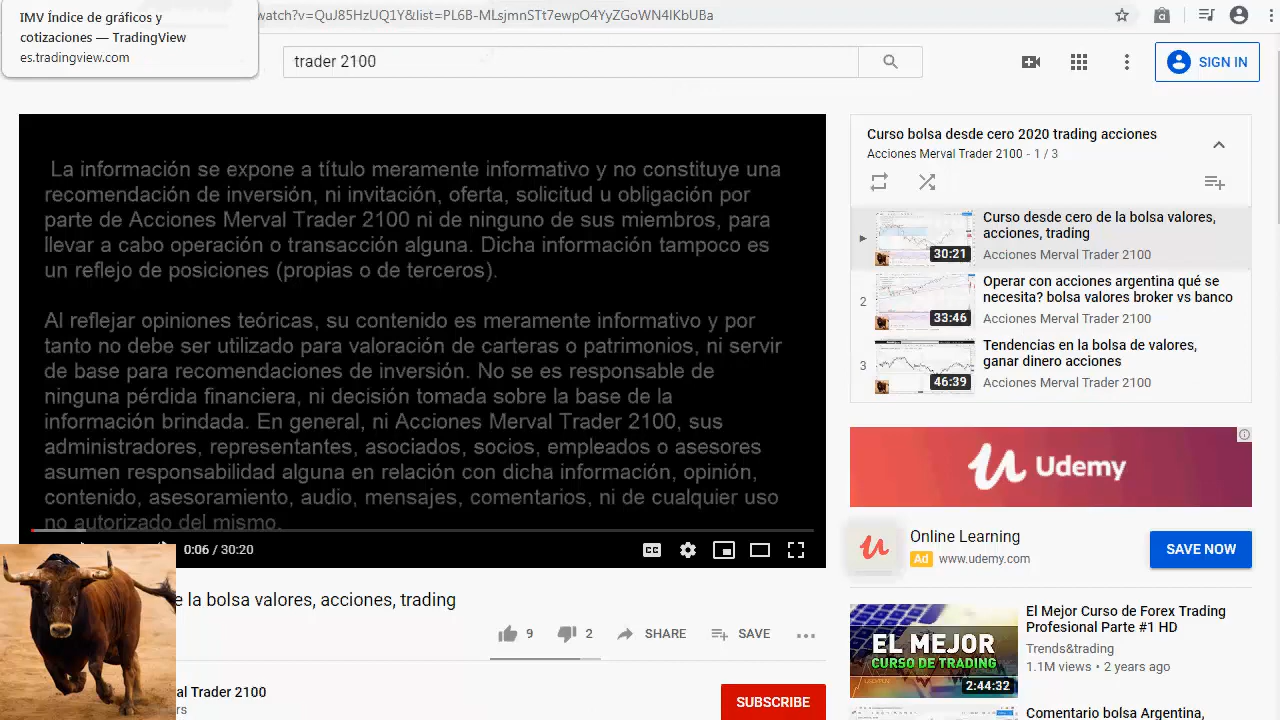 IMV Índice de gráficos y
cotizaciones — TradingView
es.tradingview.com
watch?v=QuJ85HzUQ1Y&list=PL6B-MLsjmnSTt7ewpO4YyZGoWN4IKbUBa
trader 2100
SIGN IN
La información se expone a título meramente informativo y no constituye una
recomendación de inversión, ni invitación, oferta, solicitud u obligación por
parte de Acciones Merval Trader 2100 ni de ninguno de sus miembros, para
llevar a cabo operación o transacción alguna. Dicha información tampoco es
un reflejo de posiciones (propias o de terceros).
Al reflejar opiniones teóricas, su contenido es meramente informativo y por
tanto no debe ser utilizado para valoración de carteras o patrimonios, ni servir
de base para recomendaciones de inversión. No se es responsable de
ninguna pérdida financiera, ni decisión tomada sobre la base de la
información brindada. En general, ni Acciones Merval Trader 2100, sus
administradores, representantes, asociados, socios, empleados o asesores
asumen responsabilidad alguna en relación con dicha información, opinión,
contenido, asesoramiento, audio, mensajes, comentarios, ni de cualquier uso
no autorizado del mismo.
0:06 / 30:20
CC
e la bolsa valores, acciones, trading
9
2
SHARE
SAVE
al Trader 2100
rs
SUBSCRIBE
Curso bolsa desde cero 2020 trading acciones
Acciones Merval Trader 2100 - 1 / 3
Curso desde cero de la bolsa valores,
acciones, trading
Acciones Merval Trader 2100
30:21
2
Operar con acciones argentina qué se
necesita? bolsa valores broker vs banco
Acciones Merval Trader 2100
33:46
3
Tendencias en la bolsa de valores,
ganar dinero acciones
Acciones Merval Trader 2100
46:39
Udemy
Online Learning
Ad www.udemy.com
SAVE NOW
EL MEJOR
CURSO DE TRADING
2:44:32
El Mejor Curso de Forex Trading
Profesional Parte #1 HD
Trends&trading
1.1M views • 2 years ago
Comentario bolsa Argentina,